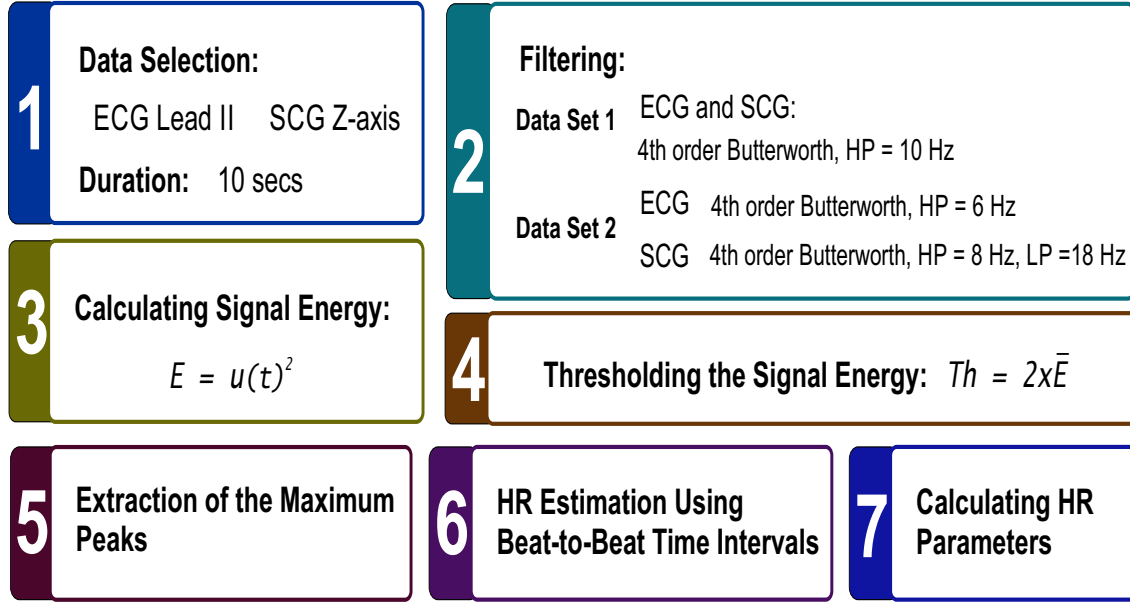 1
Data Selection:
ECG Lead II SCG Z-axis
Duration: 10 secs
2
Filtering:
Data Set 1 ECG and SCG:
4th order Butterworth, HP = 10 Hz
Data Set 2
ECG 4th order Butterworth, HP = 6 Hz
SCG 4th order Butterworth, HP = 8 Hz, LP =18 Hz
3
Calculating Signal Energy:
E = u(t)²
4
Thresholding the Signal Energy: Th = 2xĒ
5
Extraction of the Maximum
Peaks
6
HR Estimation Using
Beat-to-Beat Time Intervals
7
Calculating HR
Parameters